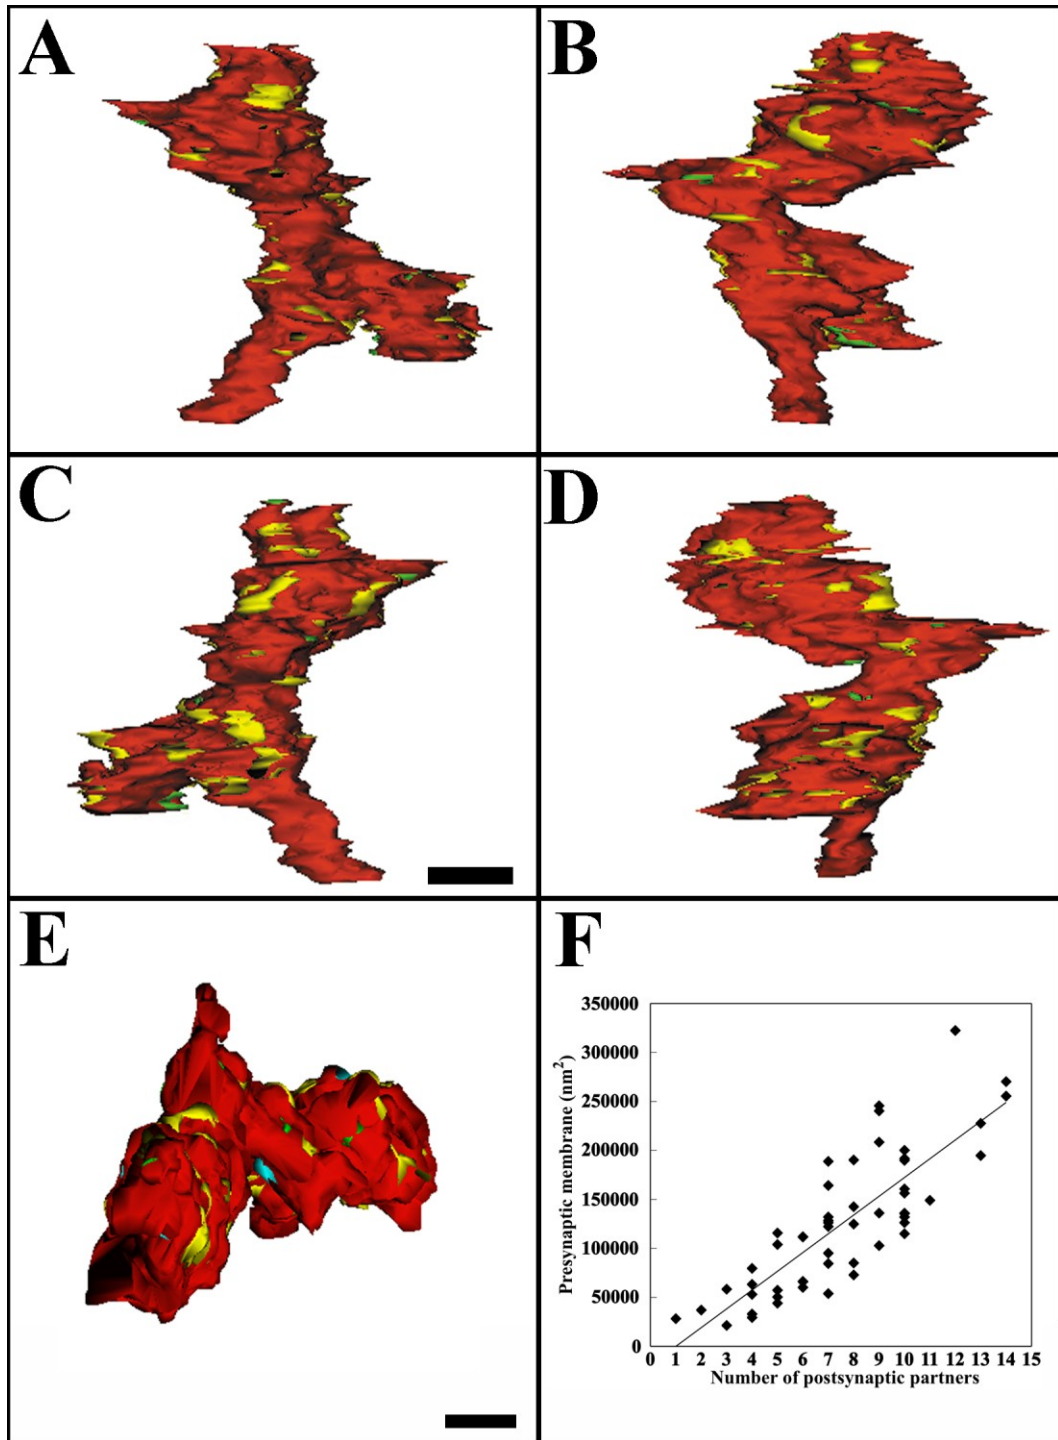 A
B
C
D
E
F
350000
300000
250000
200000
150000
100000
50000
0
Presynaptic membrane (nm²)
0 1 2 3 4 5 6 7 8 9 10 11 12 13 14 15
Number of postsynaptic partners